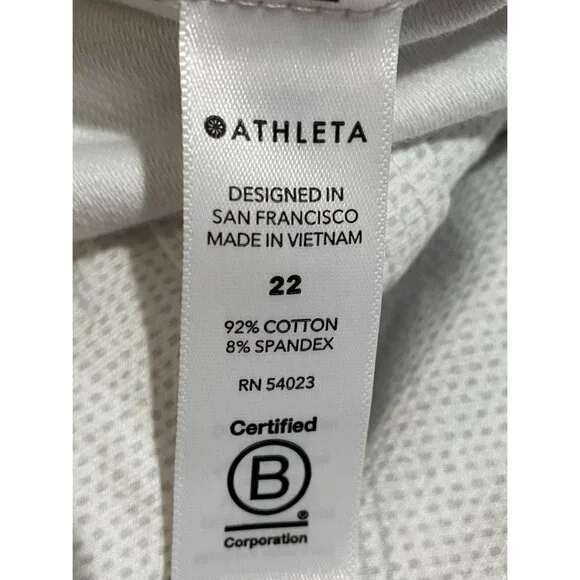 ATHLETA
DESIGNED IN
SAN FRANCISCO
MADE IN VIETNAM
22
92% COTTON
8% SPANDEX
RN 54023
Certified
B
®
Corporation